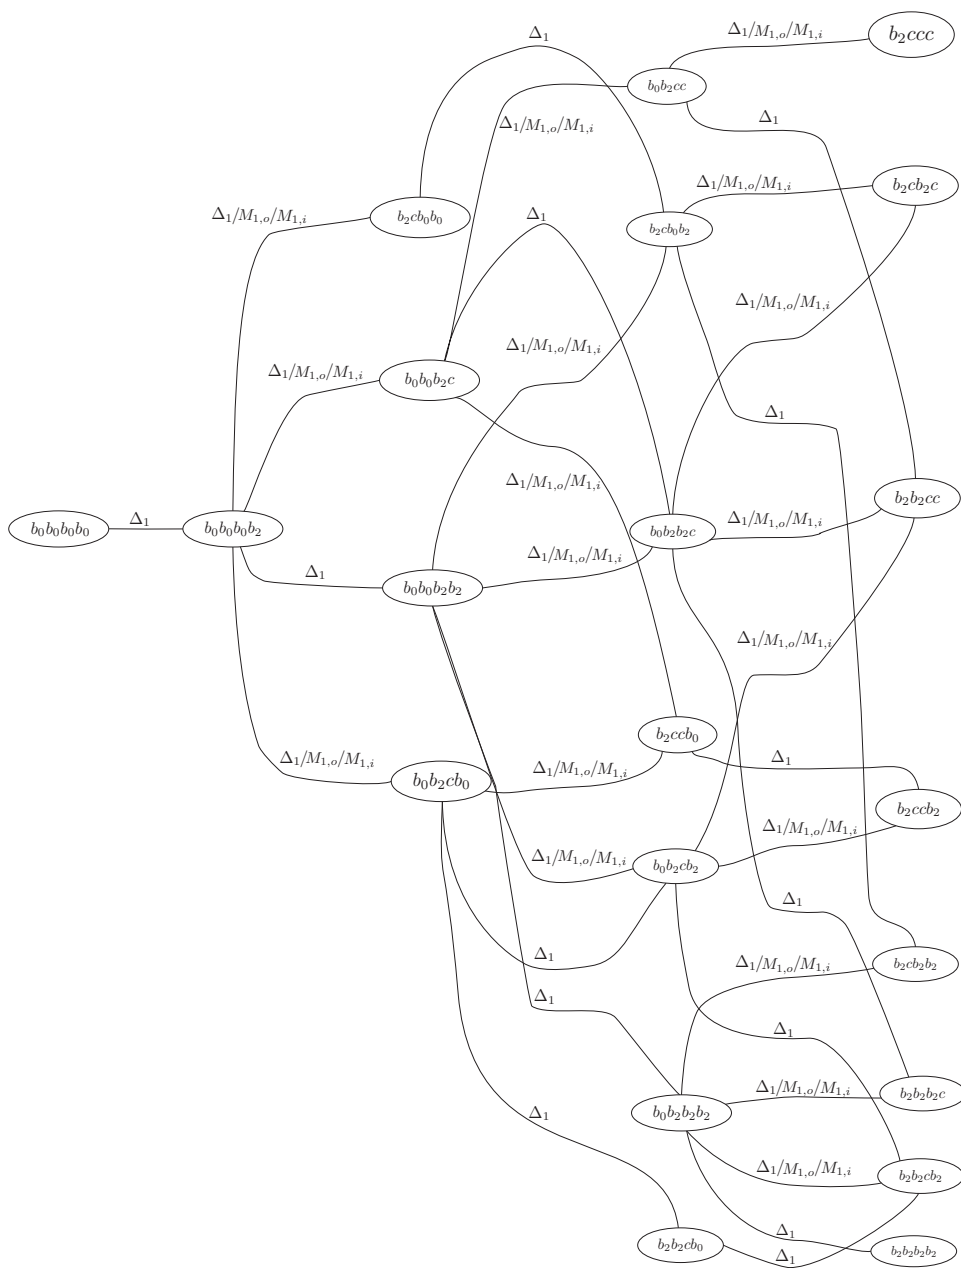 Δ₁
Δ₁/M₁,ₒ/M₁,ᵢ
b₂ccc
b₀b₂cc
Δ₁/M₁,ₒ/M₁,ᵢ
Δ₁
Δ₁/M₁,ₒ/M₁,ᵢ
b₂cb₂c
Δ₁/M₁,ₒ/M₁,ᵢ
b₂cb₀b₀
Δ₁
b₂cb₀b₂
Δ₁/M₁,ₒ/M₁,ᵢ
Δ₁/M₁,ₒ/M₁,ᵢ
Δ₁/M₁,ₒ/M₁,ᵢ
b₀b₀b₂c
Δ₁
Δ₁/M₁,ₒ/M₁,ᵢ
b₂b₂cc
b₀b₀b₀b₀
Δ₁
b₀b₀b₀b₂
b₀b₂b₂c
Δ₁/M₁,ₒ/M₁,ᵢ
Δ₁
b₀b₀b₂b₂
Δ₁/M₁,ₒ/M₁,ᵢ
Δ₁/M₁,ₒ/M₁,ᵢ
b₂ccb₀
Δ₁/M₁,ₒ/M₁,ᵢ
b₀b₂cb₀
Δ₁/M₁,ₒ/M₁,ᵢ
Δ₁
b₂ccb₂
Δ₁/M₁,ₒ/M₁,ᵢ
Δ₁/M₁,ₒ/M₁,ᵢ
b₀b₂cb₂
Δ₁
Δ₁
Δ₁/M₁,ₒ/M₁,ᵢ
b₂cb₂b₂
Δ₁
Δ₁
Δ₁/M₁,ₒ/M₁,ᵢ
b₂b₂b₂c
Δ₁
b₀b₂b₂b₂
Δ₁/M₁,ₒ/M₁,ᵢ
b₂b₂cb₂
Δ₁
b₂b₂cb₀
Δ₁
b₂b₂b₂b₂